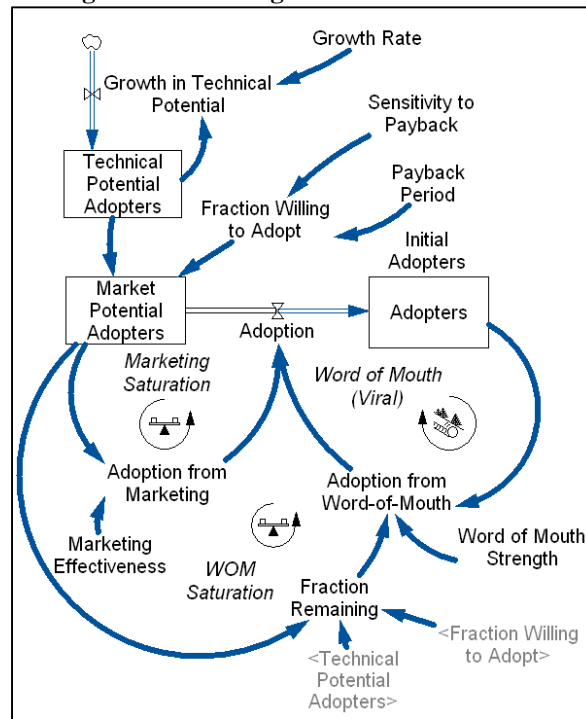 Growth Rate
Growth in Technical
Potential
Sensitivity to
Payback
Technical
Potential
Adopters
Payback
Period
Fraction Willing
to Adopt
Initial
Adopters
Market
Potential
Adopters
Adopters
Adoption
Marketing
Saturation
Word of Mouth
(Viral)
Adoption from
Marketing
Adoption from
Word-of-Mouth
Marketing
Effectiveness
WOM
Saturation
Word of Mouth
Strength
Fraction
Remaining
<Fraction Willing
to Adopt>
<Technical
Potential
Adopters>